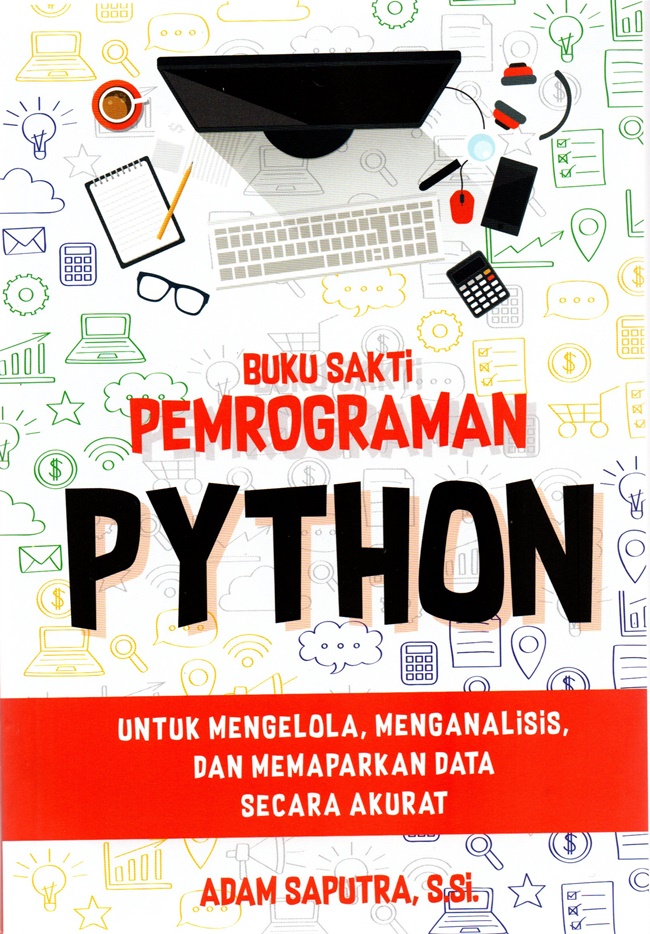 BUKU SAKTi
PEMROGRAMAN
PYTHON
UNTUK MENGELOLA, MENGANALiSiS,
DAN MEMAPARKAN DATA
SECARA AKURAT
ADAM SAPUTRA, S.Si.